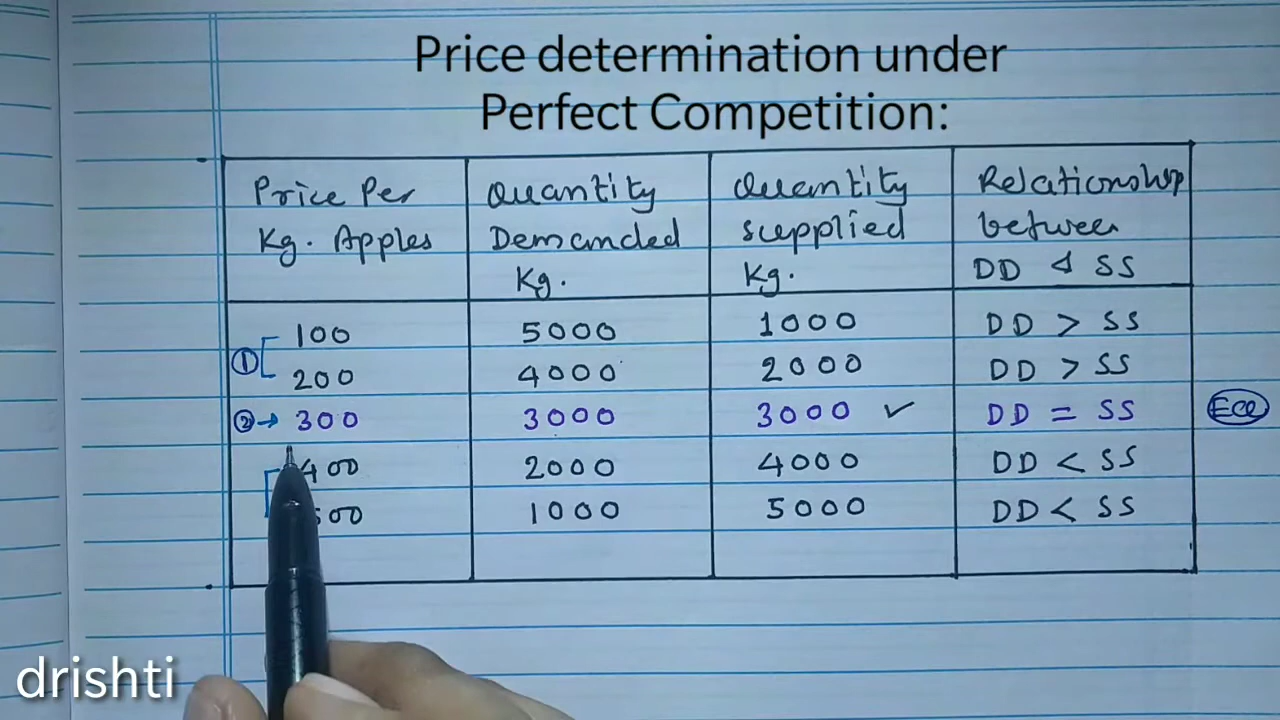 Price determination under
Perfect Competition:
Price Per
Kg. Apples
Quantity
Demanded
Kg.
Quantity
supplied
Kg.
Relationship
between
DD & SS
① 100 5000 1000 DD > SS
200 4000 2000 DD > SS
② → 300 3000 3000 ✓ DD = SS
400 2000 4000 DD < SS
500 1000 5000 DD < SS
drishti